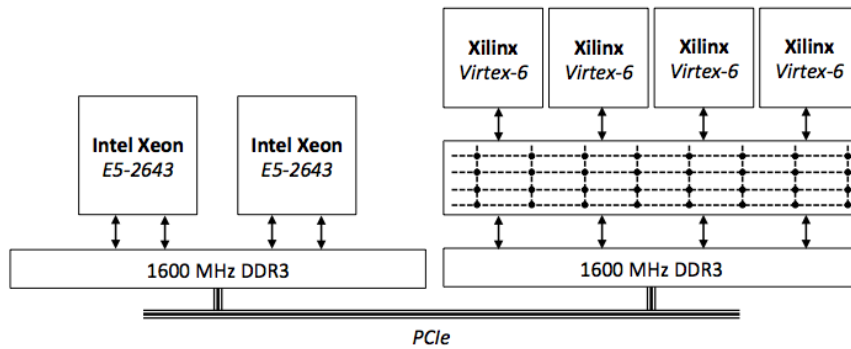 Xilinx
Virtex-6
Xilinx
Virtex-6
Xilinx
Virtex-6
Xilinx
Virtex-6
Intel Xeon
E5-2643
Intel Xeon
E5-2643
1600 MHz DDR3
1600 MHz DDR3
PCIe